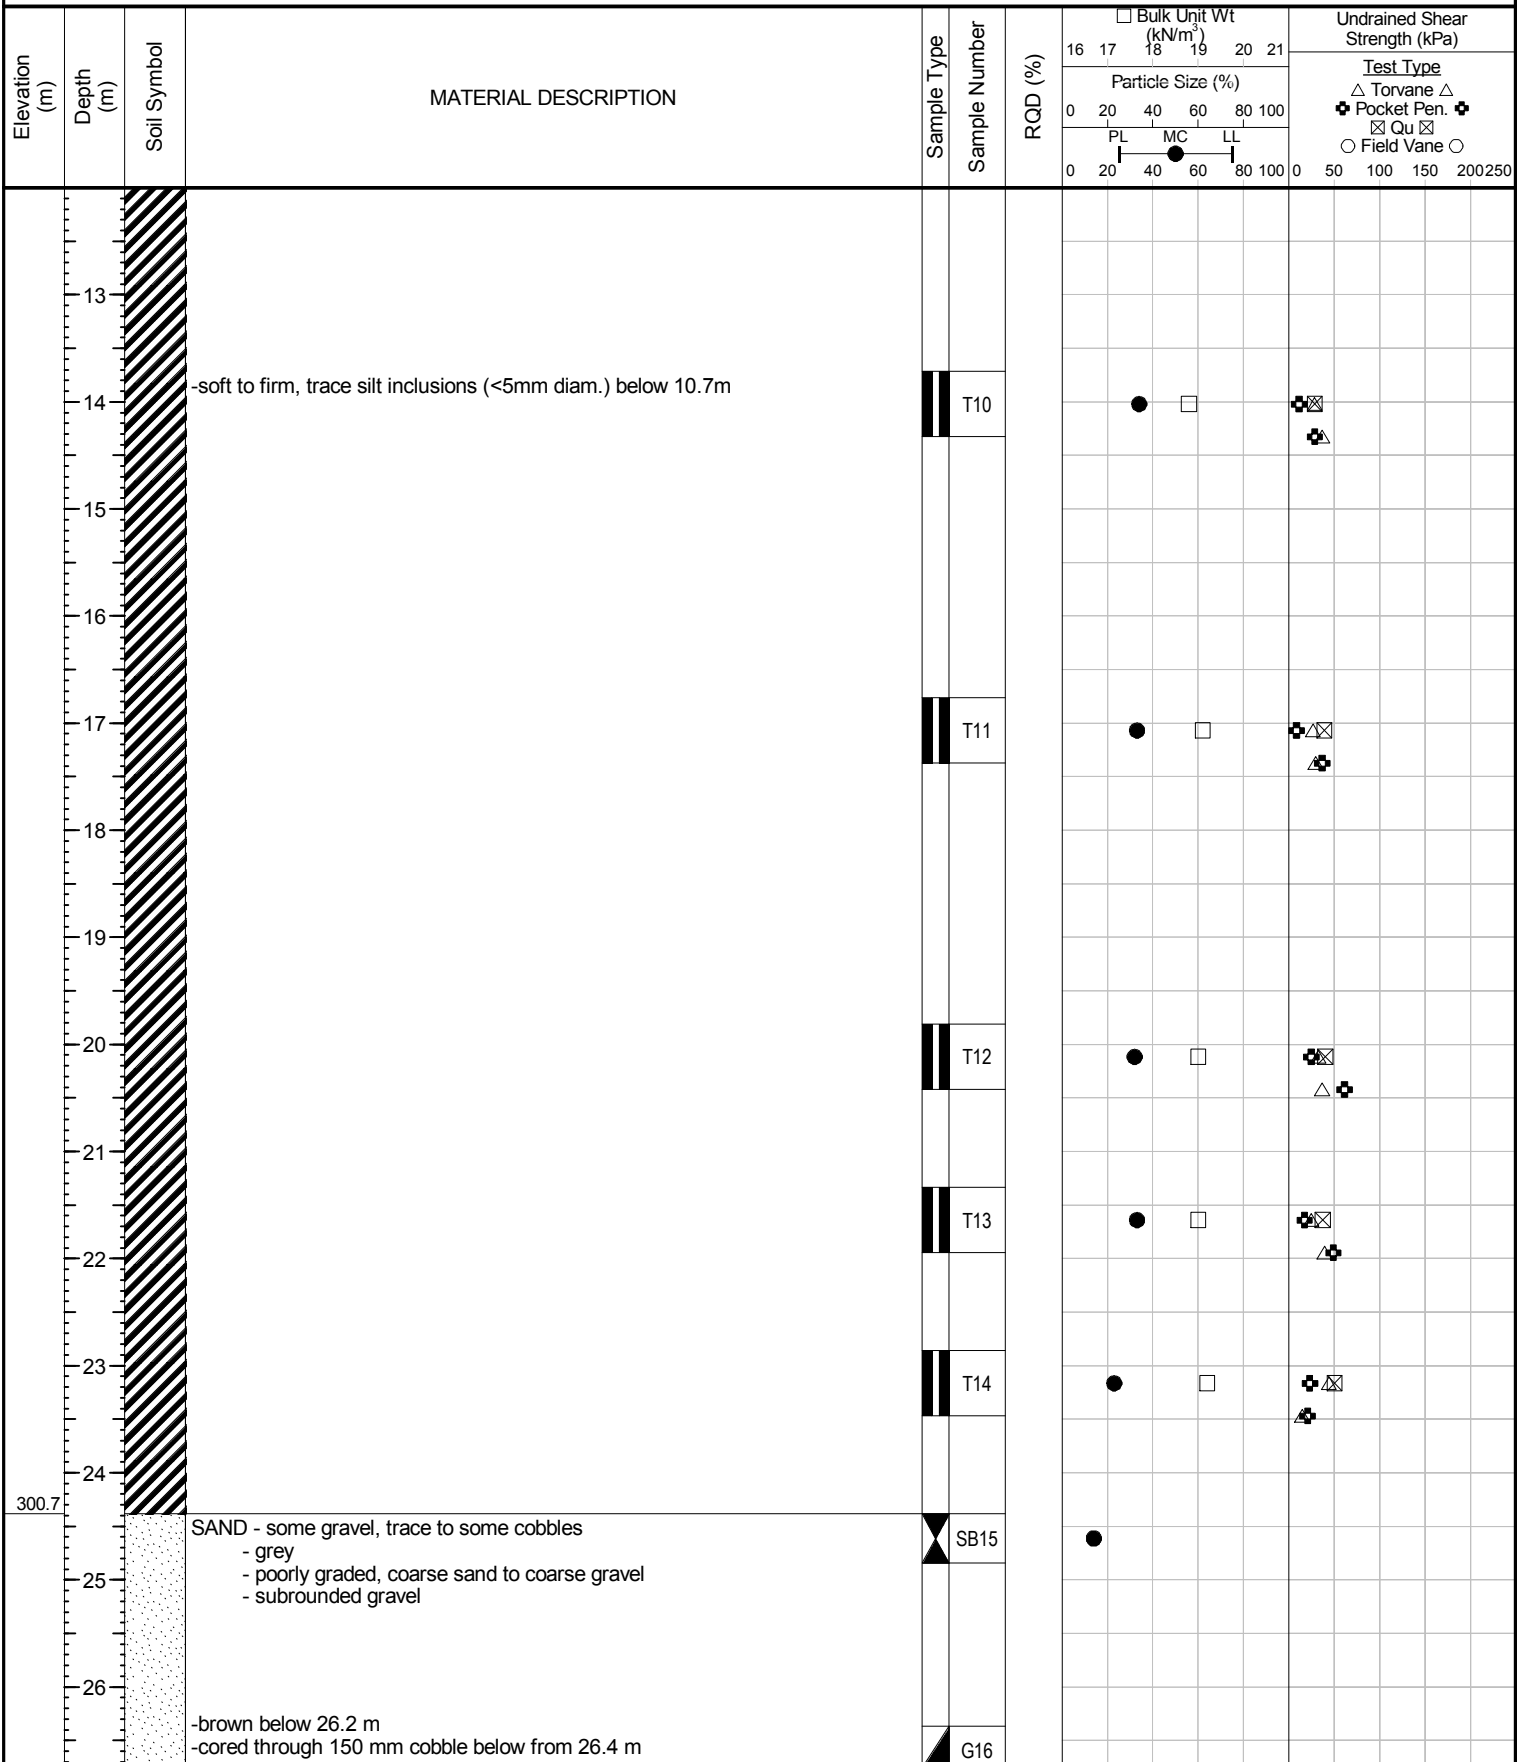 Elevation
(m)
Depth
(m)
Soil Symbol
MATERIAL DESCRIPTION
Sample Type
Sample Number
RQD (%)
Bulk Unit Wt
(kN/m³)
16 17 18 19 20 21
Particle Size (%)
0 20 40 60 80 100
PL MC LL
0 20 40 60 80 100
Undrained Shear
Strength (kPa)
Test Type
△ Torvane △
Pocket Pen.
☒ Qu ☒
○ Field Vane ○
0 50 100 150 200 250
13
-soft to firm, trace silt inclusions (<5mm diam.) below 10.7m
14
T10
15
16
17
T11
18
19
20
T12
21
T13
22
23
T14
24
300.7
SAND - some gravel, trace to some cobbles
- grey
- poorly graded, coarse sand to coarse gravel
- subrounded gravel
SB15
25
26
-brown below 26.2 m
-cored through 150 mm cobble below from 26.4 m
G16